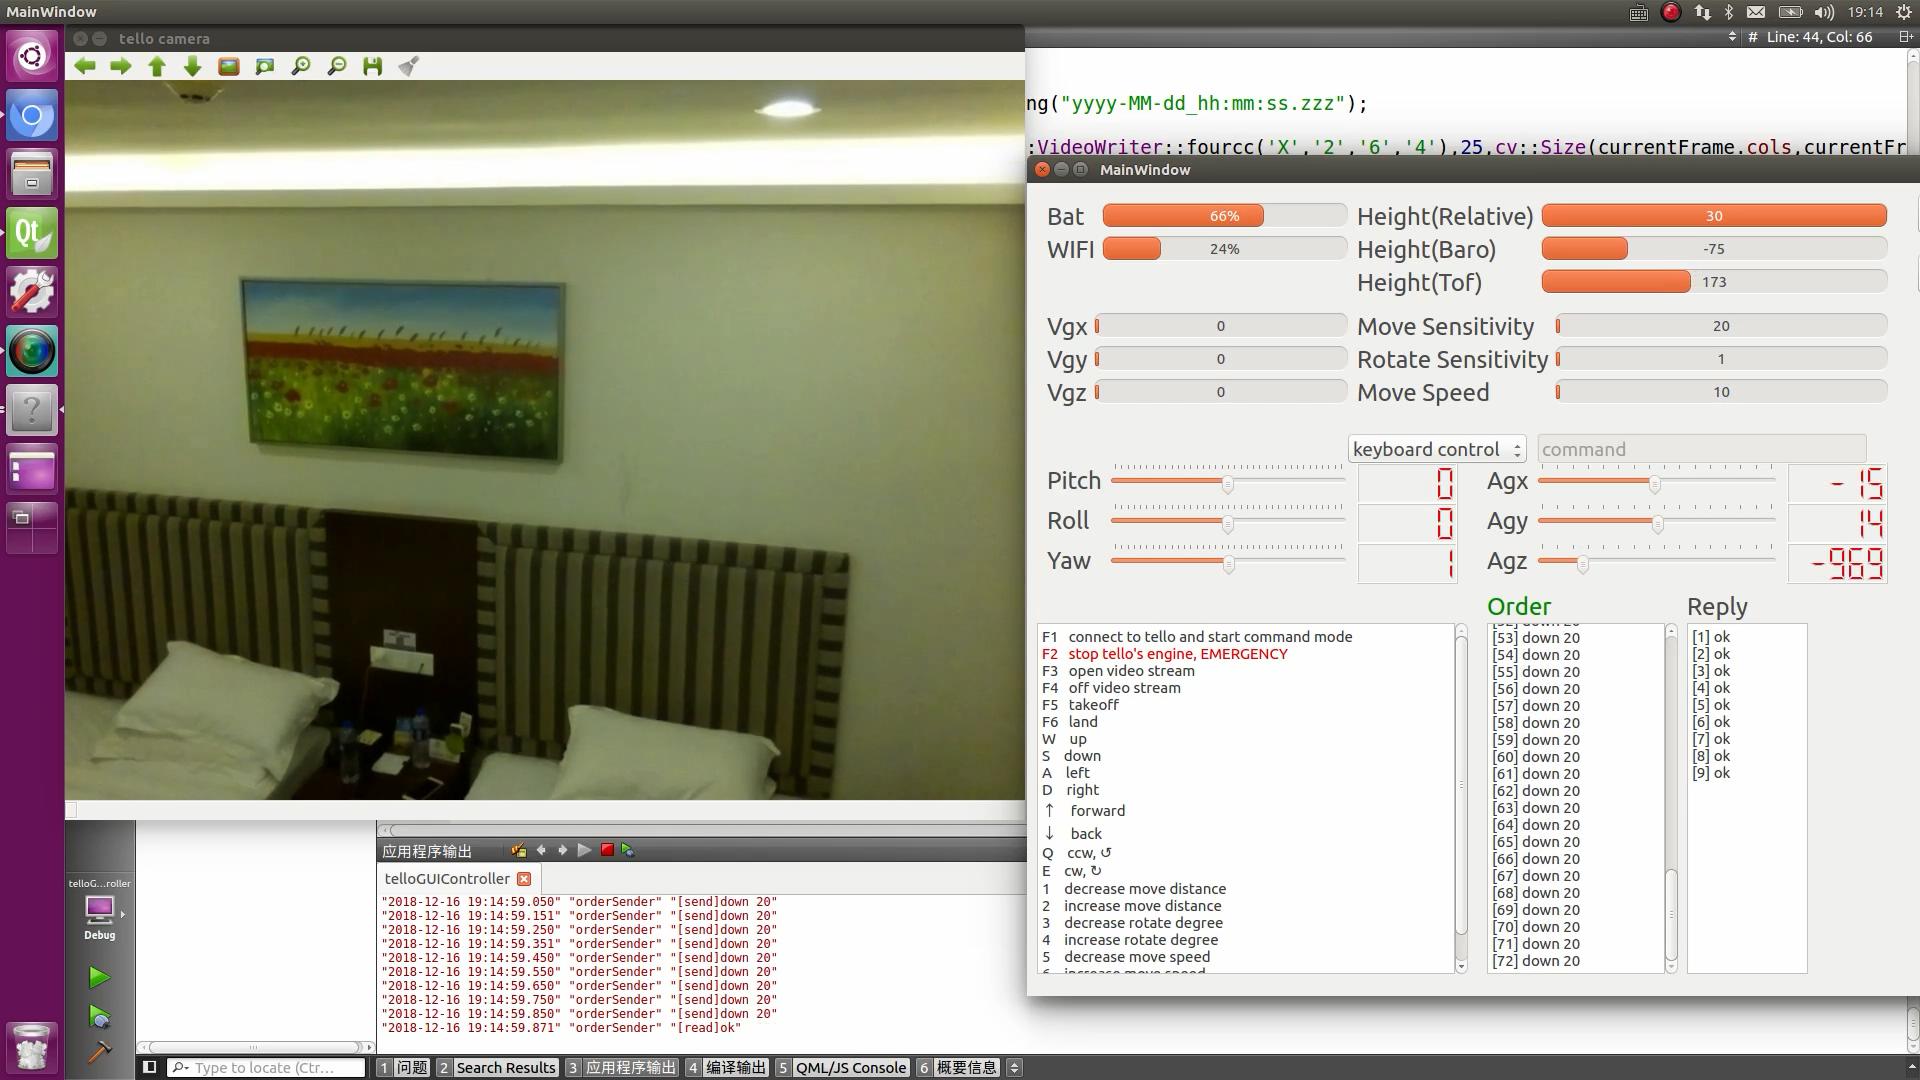 MainWindow
19:14
tello camera
# Line: 44, Col: 66
ng("yyyy-MM-dd_hh:mm:ss.zzz");
:VideoWriter::fourcc('X','2','6','4'),25,cv::Size(currentFrame.cols,currentFr
MainWindow
Bat 66% Height(Relative) 30
WIFI 24% Height(Baro) -75
Height(Tof) 173
Vgx 0 Move Sensitivity 20
Vgy 0 Rotate Sensitivity 1
Vgz 0 Move Speed 10
keyboard control command
Pitch 0 Agx -15
Roll 0 Agy 14
Yaw 1 Agz -969
Order Reply
F1 connect to tello and start command mode
F2 stop tello's engine, EMERGENCY
F3 open video stream
F4 off video stream
F5 takeoff
F6 land
W up
S down
A left
D right
↑ forward
↓ back
Q ccw, ↺
E cw, ↻
1 decrease move distance
2 increase move distance
3 decrease rotate degree
4 increase rotate degree
5 decrease move speed
6 increase move speed
[52] down 20
[53] down 20
[54] down 20
[55] down 20
[56] down 20
[57] down 20
[58] down 20
[59] down 20
[60] down 20
[61] down 20
[62] down 20
[63] down 20
[64] down 20
[65] down 20
[66] down 20
[67] down 20
[68] down 20
[69] down 20
[70] down 20
[71] down 20
[72] down 20
[1] ok
[2] ok
[3] ok
[4] ok
[5] ok
[6] ok
[7] ok
[8] ok
[9] ok
Qt
应用程序输出
telloGUIController
"2018-12-16 19:14:59.050" "orderSender" "[send]down 20"
"2018-12-16 19:14:59.151" "orderSender" "[send]down 20"
"2018-12-16 19:14:59.250" "orderSender" "[send]down 20"
"2018-12-16 19:14:59.351" "orderSender" "[send]down 20"
"2018-12-16 19:14:59.450" "orderSender" "[send]down 20"
"2018-12-16 19:14:59.550" "orderSender" "[send]down 20"
"2018-12-16 19:14:59.650" "orderSender" "[send]down 20"
"2018-12-16 19:14:59.750" "orderSender" "[send]down 20"
"2018-12-16 19:14:59.850" "orderSender" "[send]down 20"
"2018-12-16 19:14:59.871" "orderSender" "[read]ok"
telloG...roller
Debug
Type to locate (Ctr...
1 问题 2 Search Results 3 应用程序输出 4 编译输出 5 QML/JS Console 6 概要信息